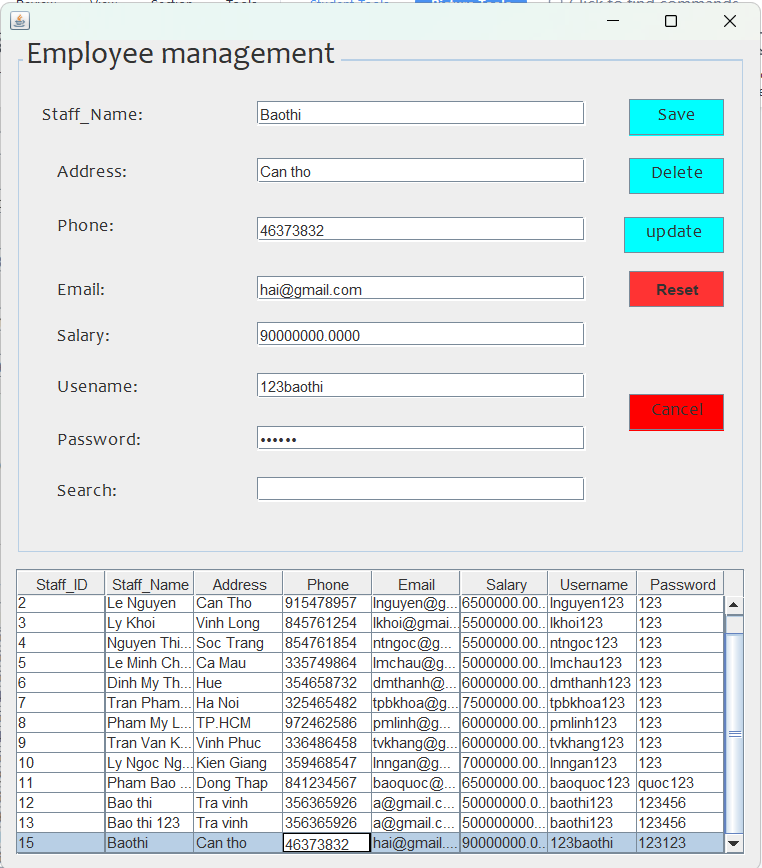 Employee management
Staff_Name: Baothi Save
Address: Can tho Delete
Phone: 46373832 update
Email: hai@gmail.com Reset
Salary: 90000000.0000
Usename: 123baothi
Cancel
Password: ••••••
Search:
Staff_ID Staff_Name Address Phone Email Salary Username Password
2 Le Nguyen Can Tho 915478957 lnguyen@g... 6500000.00... lnguyen123 123
3 Ly Khoi Vinh Long 845761254 lkhoi@gmai... 5500000.00... lkhoi123 123
4 Nguyen Thi... Soc Trang 854761854 ntngoc@g... 5500000.00... ntngoc123 123
5 Le Minh Ch... Ca Mau 335749864 lmchau@g... 5000000.00... lmchau123 123
6 Dinh My Th... Hue 354658732 dmthanh@... 6000000.00... dmthanh123 123
7 Tran Pham... Ha Noi 325465482 tpbkhoa@g... 7500000.00... tpbkhoa123 123
8 Pham My L... TP.HCM 972462586 pmlinh@g... 6000000.00... pmlinh123 123
9 Tran Van K... Vinh Phuc 336486458 tvkhang@g... 6000000.00... tvkhang123 123
10 Ly Ngoc Ng... Kien Giang 359468547 lnngan@g... 7000000.00... lnngan123 123
11 Pham Bao ... Dong Thap 841234567 baoquoc@... 6500000.00... baoquoc123 quoc123
12 Bao thi Tra vinh 356365926 a@gmail.c... 50000000.0... baothi123 123456
13 Bao thi 123 Tra vinh 356365926 a@gmail.c... 500000000... baothi123 123456
15 Baothi Can tho 46373832 hai@gmail.... 90000000.0... 123baothi 123123